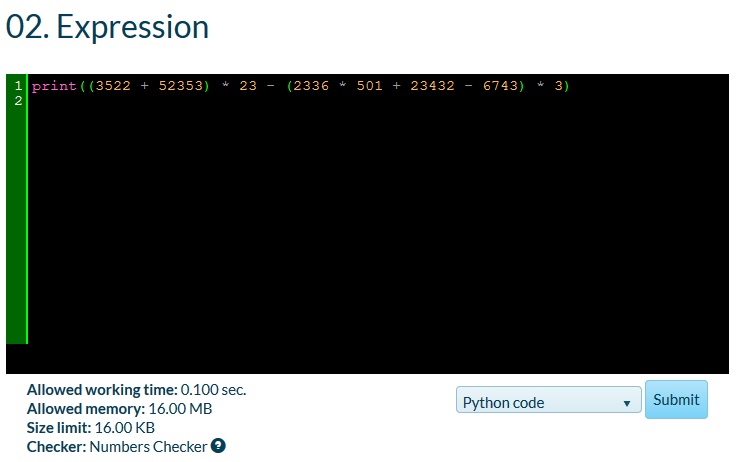 02. Expression
1 print((3522 + 52353) * 23 - (2336 * 501 + 23432 - 6743) * 3)
2
Allowed working time: 0.100 sec.
Allowed memory: 16.00 MB
Size limit: 16.00 KB
Checker: Numbers Checker ?
Python code
Submit